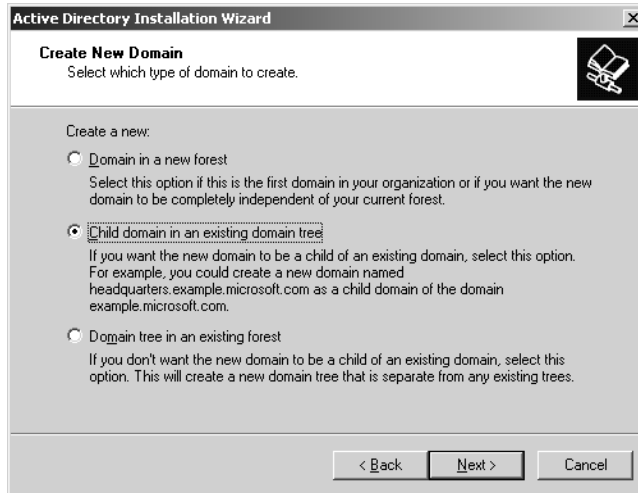 Active Directory Installation Wizard
Create New Domain
Select which type of domain to create.
Create a new:
Domain in a new forest
Select this option if this is the first domain in your organization or if you want the new
domain to be completely independent of your current forest.
Child domain in an existing domain tree
If you want the new domain to be a child of an existing domain, select this option.
For example, you could create a new domain named
headquarters.example.microsoft.com as a child domain of the domain
example.microsoft.com.
Domain tree in an existing forest
If you don't want the new domain to be a child of an existing domain, select this
option. This will create a new domain tree that is separate from any existing trees.
< Back Next > Cancel